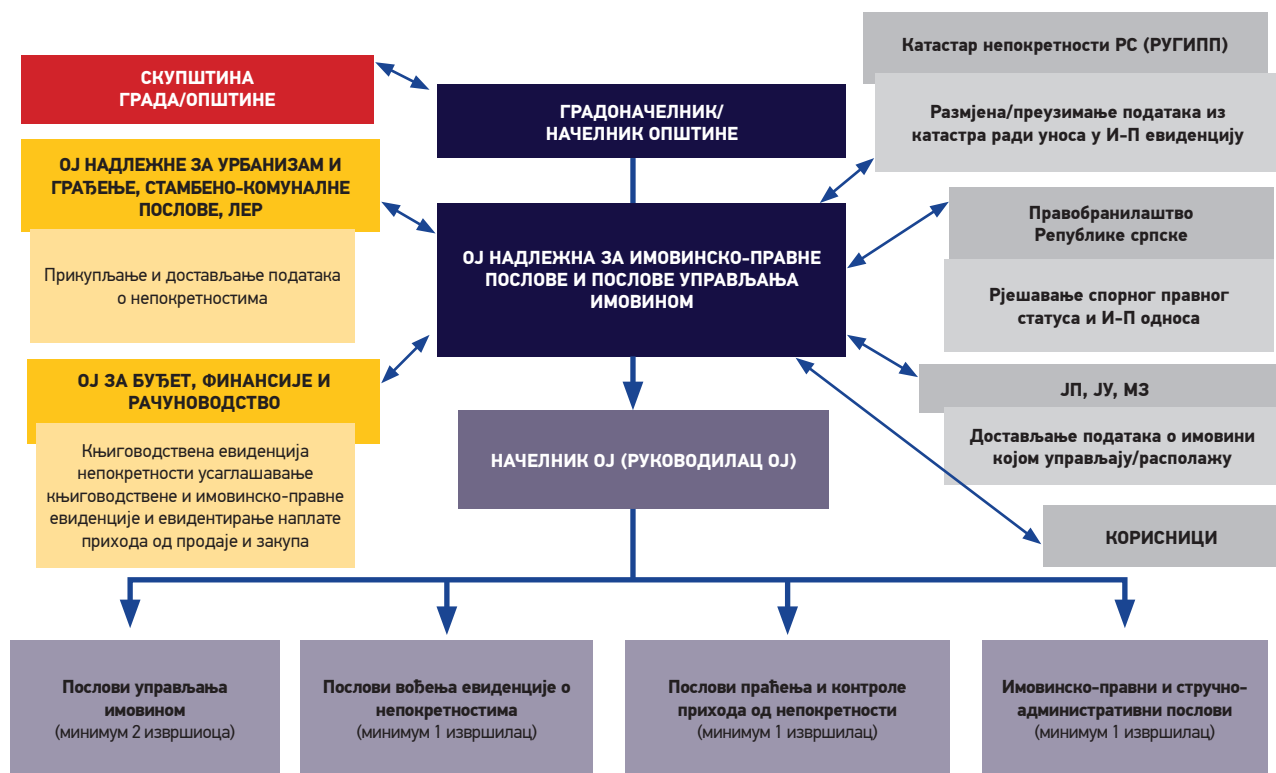 СКУПШТИНА
ГРАДА/ОПШТИНЕ
ГРАДОНАЧЕЛНИК/
НАЧЕЛНИК ОПШТИНЕ
Катастар непокретности РС (РУГИПП)
Размјена/преузимање података из
катастра ради уноса у И-П евиденцију
ОЈ НАДЛЕЖНЕ ЗА УРБАНИЗАМ И
ГРАЂЕЊЕ, СТАМБЕНО-КОМУНАЛНЕ
ПОСЛОВЕ, ЛЕР
Прикупљање и достављање података
о непокретностима
ОЈ НАДЛЕЖНА ЗА ИМОВИНСКО-ПРАВНЕ
ПОСЛОВЕ И ПОСЛОВЕ УПРАВЉАЊА
ИМОВИНОМ
Правобранилаштво
Републике српске
Рјешавање спорног правног
статуса и И-П односа
ОЈ ЗА БУЂЕТ, ФИНАНСИЈЕ И
РАЧУНОВОДСТВО
Књиговодствена евиденција
непокретности усаглашавање
књиговодствене и имовинско-правне
евиденције и евидентирање наплате
прихода од продаје и закупа
НАЧЕЛНИК ОЈ (РУКОВОДИЛАЦ ОЈ)
ЈП, ЈУ, МЗ
Достављање података о имовини
којом управљају/располажу
КОРИСНИЦИ
Послови управљања
имовином
(минимум 2 извршиоца)
Послови вођења евиденције о
непокретностима
(минимум 1 извршилац)
Послови праћења и контроле
прихода од непокретности
(минимум 1 извршилац)
Имовинско-правни и стручно-
административни послови
(минимум 1 извршилац)